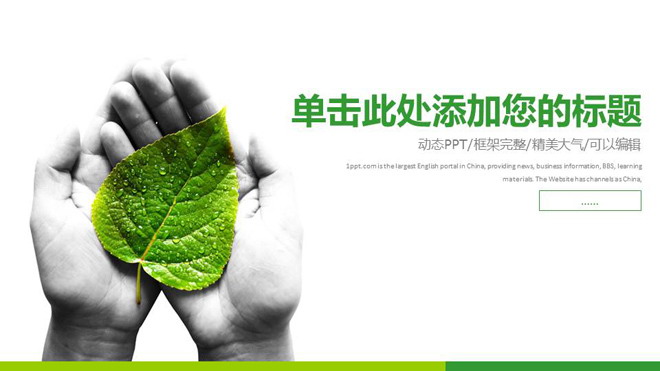 单击此处添加您的标题
动态PPT/框架完整/精美大气/可以编辑
1ppt.com is the largest English portal in China, providing news, business information, BBS, learning
materials. The Website has channels as China,
......